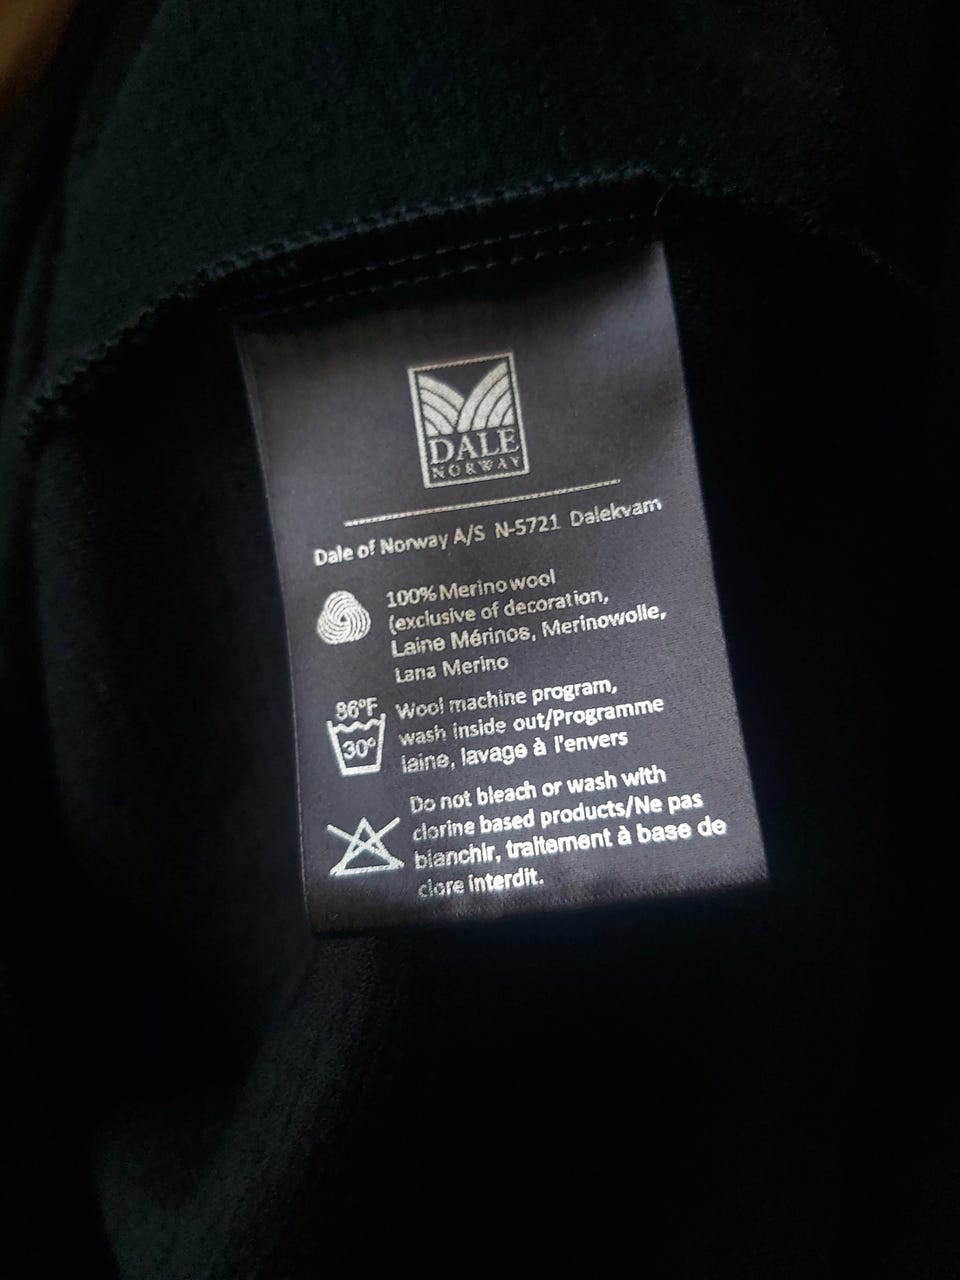 DALE
NORWAY
Dale of Norway A/S N-5721 Dalekvam
100% Merino wool
(exclusive of decoration,
Laine Mérinos, Merinowolle,
Lana Merino
86°F
30°
Wool machine program,
wash inside out/Programme
laine, lavage à l'envers
Do not bleach or wash with
clorine based products/Ne pas
blanchir, traitement à base de
clore interdit.